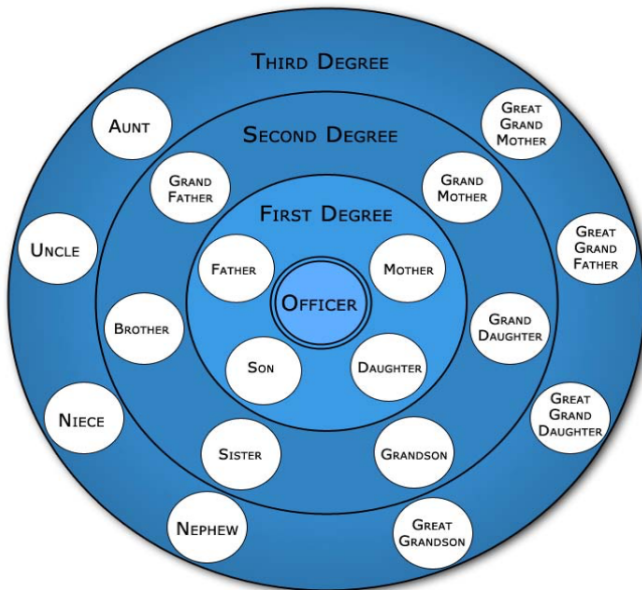 THIRD DEGREE
AUNT
GREAT
GRAND
MOTHER
SECOND DEGREE
GRAND
FATHER
GRAND
MOTHER
FIRST DEGREE
UNCLE
GREAT
GRAND
FATHER
FATHER
MOTHER
OFFICER
BROTHER
GRAND
DAUGHTER
SON
DAUGHTER
NIECE
GREAT
GRAND
DAUGHTER
SISTER
GRANDSON
NEPHEW
GREAT
GRANDSON